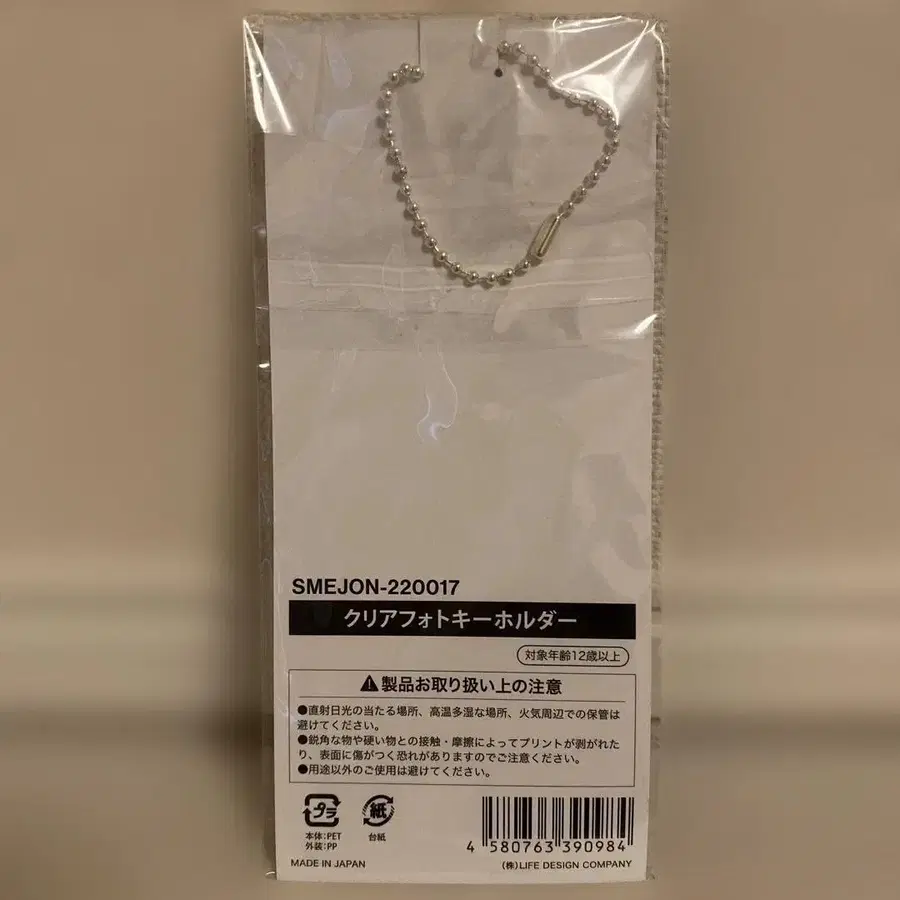 SMEJON-220017
クリアフォトキーホルダー
対象年齢12歳以上
⚠製品お取り扱い上の注意
●直射日光の当たる場所、高温多湿な場所、火気周辺での保管は
避けてください。
●鋭角な物や硬い物との接触・摩擦によってプリントが剥がれた
り、表面に傷がつく恐れがありますのでご注意ください。
●用途以外のご使用は避けてください。
プラ
紙
本体:PET
外装:PP
台紙
4 580763 390984
MADE IN JAPAN
(株)LIFE DESIGN COMPANY